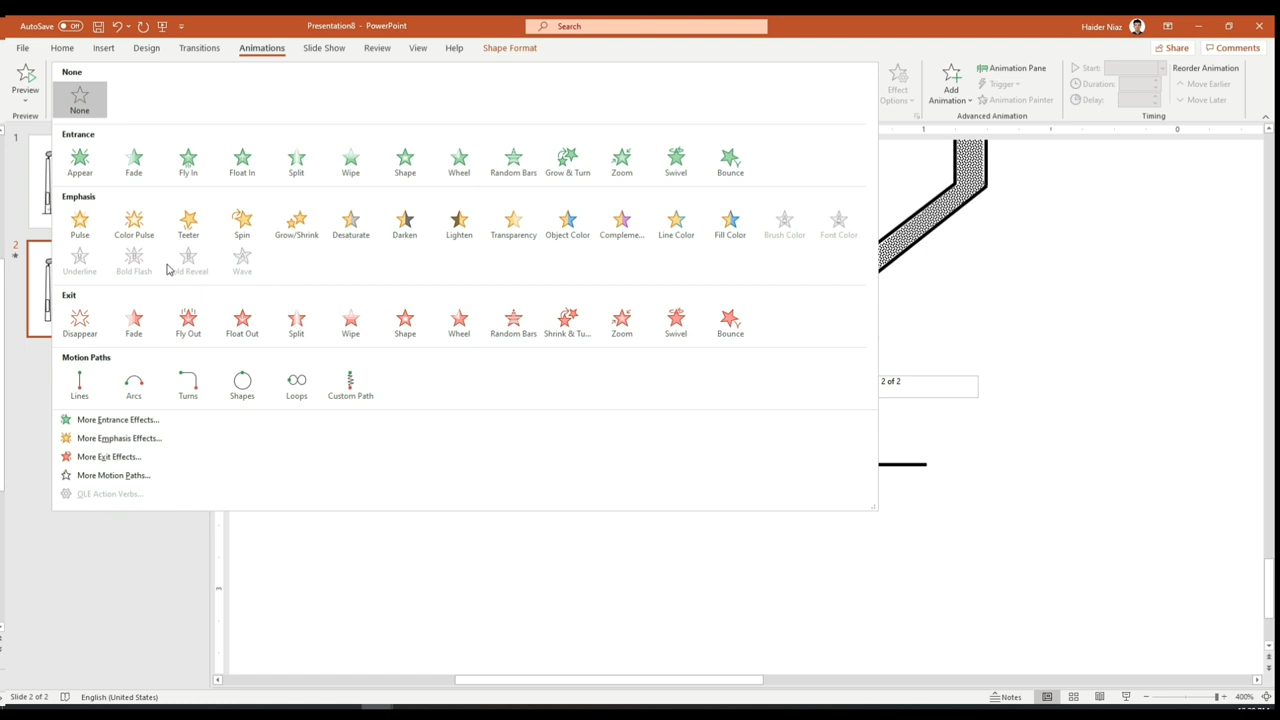 AutoSave Off Presentation8 - PowerPoint Search Haider Niaz
File Home Insert Design Transitions Animations Slide Show Review View Help Shape Format Share Comments
Preview
Preview
None
None
Effect Options
Add Animation
Animation Pane
Trigger
Animation Painter
Advanced Animation
Start:
Duration:
Delay:
Reorder Animation
Move Earlier
Move Later
Timing
1 0
Entrance
Appear Fade Fly In Float In Split Wipe Shape Wheel Random Bars Grow & Turn Zoom Swivel Bounce
Emphasis
Pulse Color Pulse Teeter Spin Grow/Shrink Desaturate Darken Lighten Transparency Object Color Compleme... Line Color Fill Color Brush Color Font Color
Underline Bold Flash old Reveal Wave
Exit
Disappear Fade Fly Out Float Out Split Wipe Shape Wheel Random Bars Shrink & Tu... Zoom Swivel Bounce
Motion Paths
Lines Arcs Turns Shapes Loops Custom Path
More Entrance Effects...
More Emphasis Effects...
More Exit Effects...
More Motion Paths...
OLE Action Verbs...
1
2
2 of 2
3
Slide 2 of 2 English (United States) Notes 400%